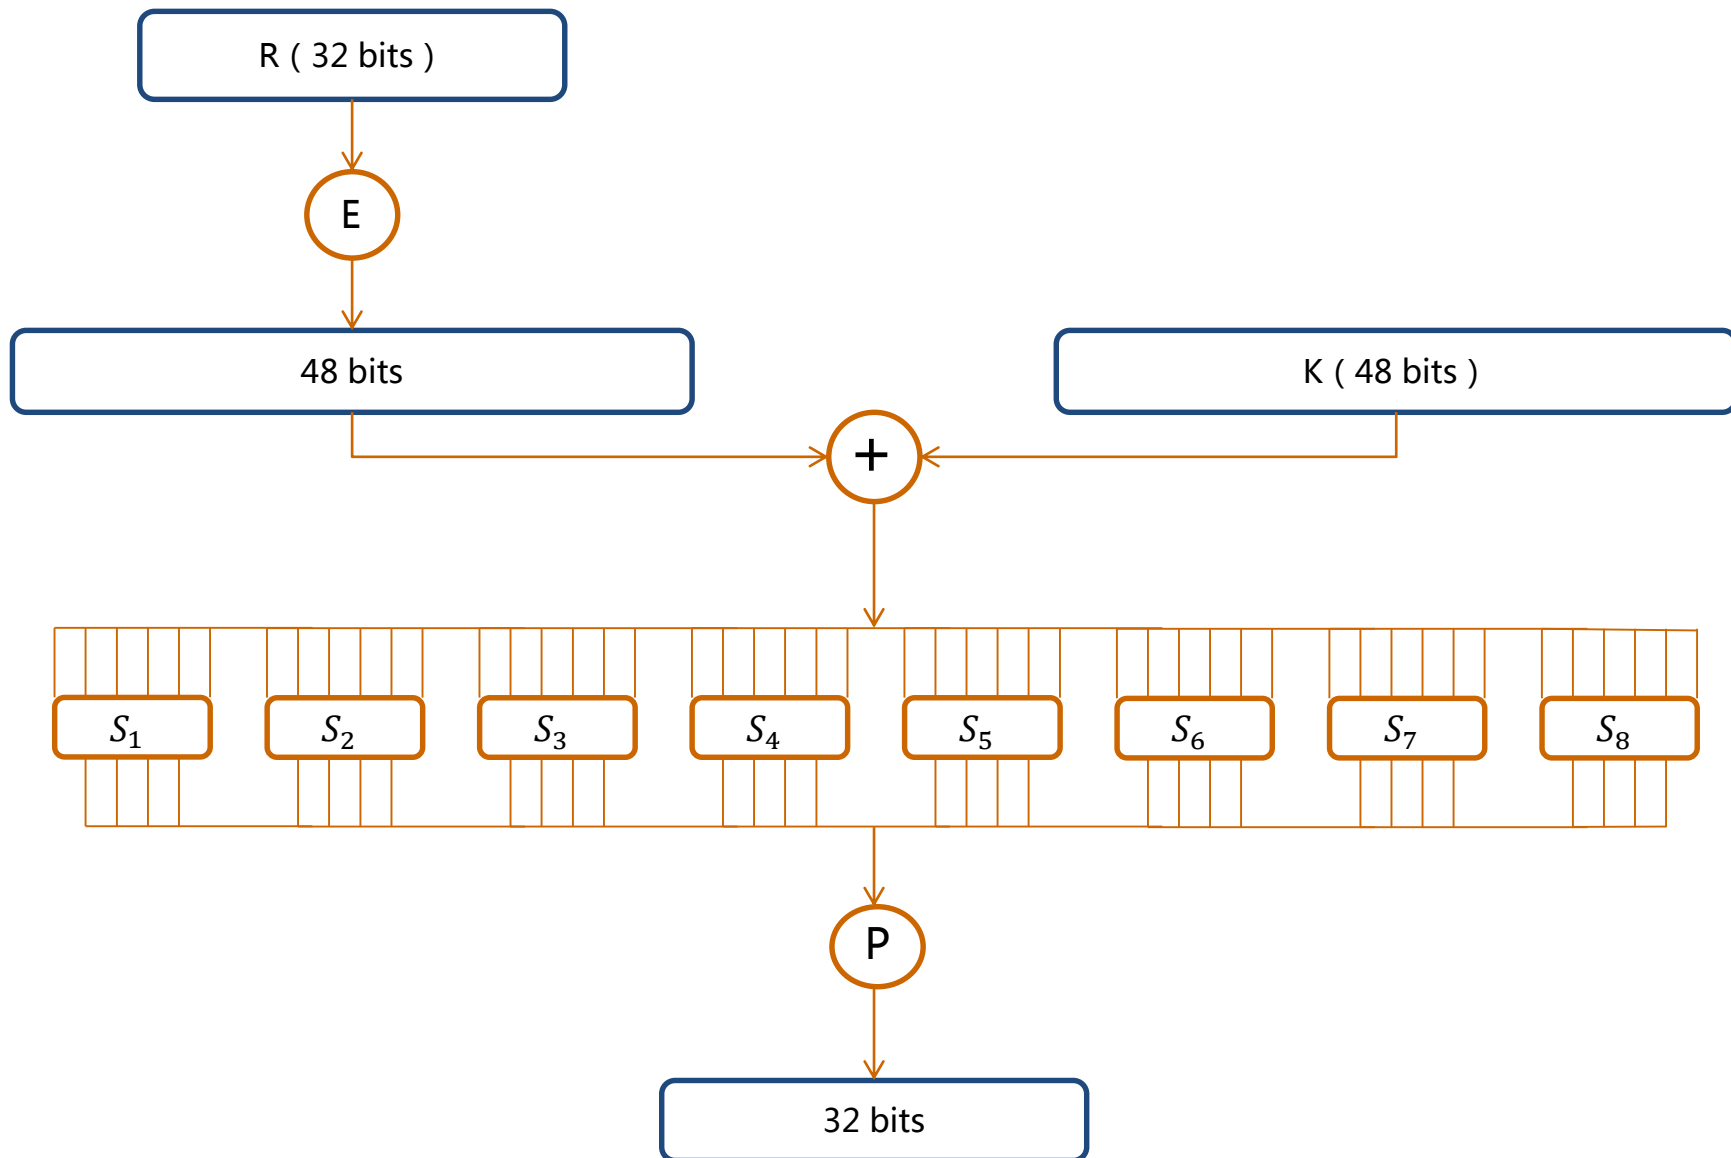 R ( 32 bits )
E
48 bits
K ( 48 bits )
+
S₁ S₂ S₃ S₄ S₅ S₆ S₇ S₈
P
32 bits